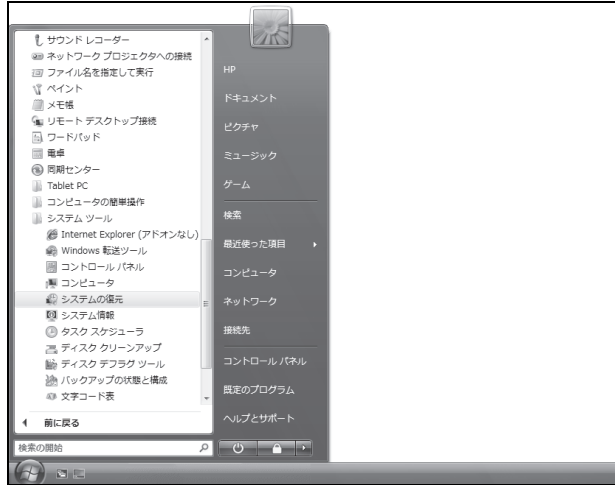 サウンド レコーダー
ネットワーク プロジェクタへの接続
ファイル名を指定して実行
ペイント
メモ帳
リモート デスクトップ接続
ワードパッド
電卓
同期センター
Tablet PC
コンピュータの簡単操作
システム ツール
Internet Explorer (アドオンなし)
Windows 転送ツール
コントロール パネル
コンピュータ
システムの復元
システム情報
タスク スケジューラ
ディスク クリーンアップ
ディスク デフラグ ツール
バックアップの状態と構成
文字コード表
前に戻る
検索の開始
HP
ドキュメント
ピクチャ
ミュージック
ゲーム
検索
最近使った項目
コンピュータ
ネットワーク
接続先
コントロール パネル
既定のプログラム
ヘルプとサポート